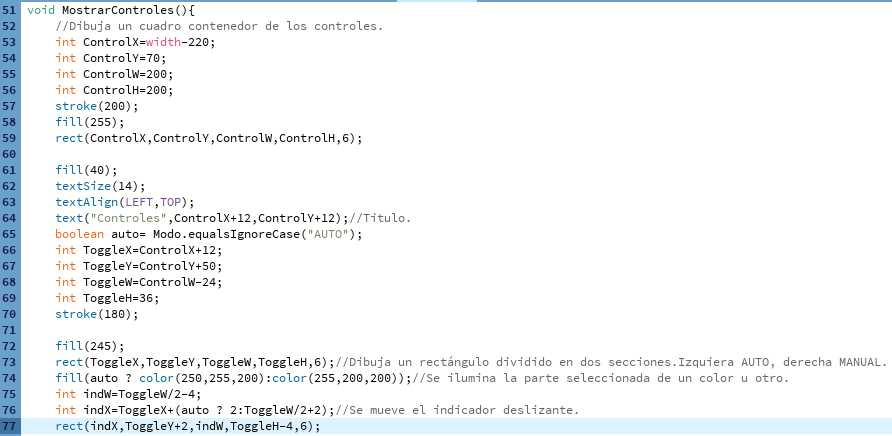 51 void MostrarControles(){
52     //Dibuja un cuadro contenedor de los controles.
53     int ControlX=width-220;
54     int ControlY=70;
55     int ControlW=200;
56     int ControlH=200;
57     stroke(200);
58     fill(255);
59     rect(ControlX,ControlY,ControlW,ControlH,6);
60
61     fill(40);
62     textSize(14);
63     textAlign(LEFT,TOP);
64     text("Controles",ControlX+12,ControlY+12);//Titulo.
65     boolean auto= Modo.equalsIgnoreCase("AUTO");
66     int ToggleX=ControlX+12;
67     int ToggleY=ControlY+50;
68     int ToggleW=ControlW-24;
69     int ToggleH=36;
70     stroke(180);
71
72     fill(245);
73     rect(ToggleX,ToggleY,ToggleW,ToggleH,6);//Dibuja un rectángulo dividido en dos secciones.Izquiera AUTO, derecha MANUAL.
74     fill(auto ? color(250,255,200):color(255,200,200));//Se ilumina la parte seleccionada de un color u otro.
75     int indW=ToggleW/2-4;
76     int indX=ToggleX+(auto ? 2:ToggleW/2+2);//Se mueve el indicador deslizante.
77     rect(indX,ToggleY+2,indW,ToggleH-4,6);